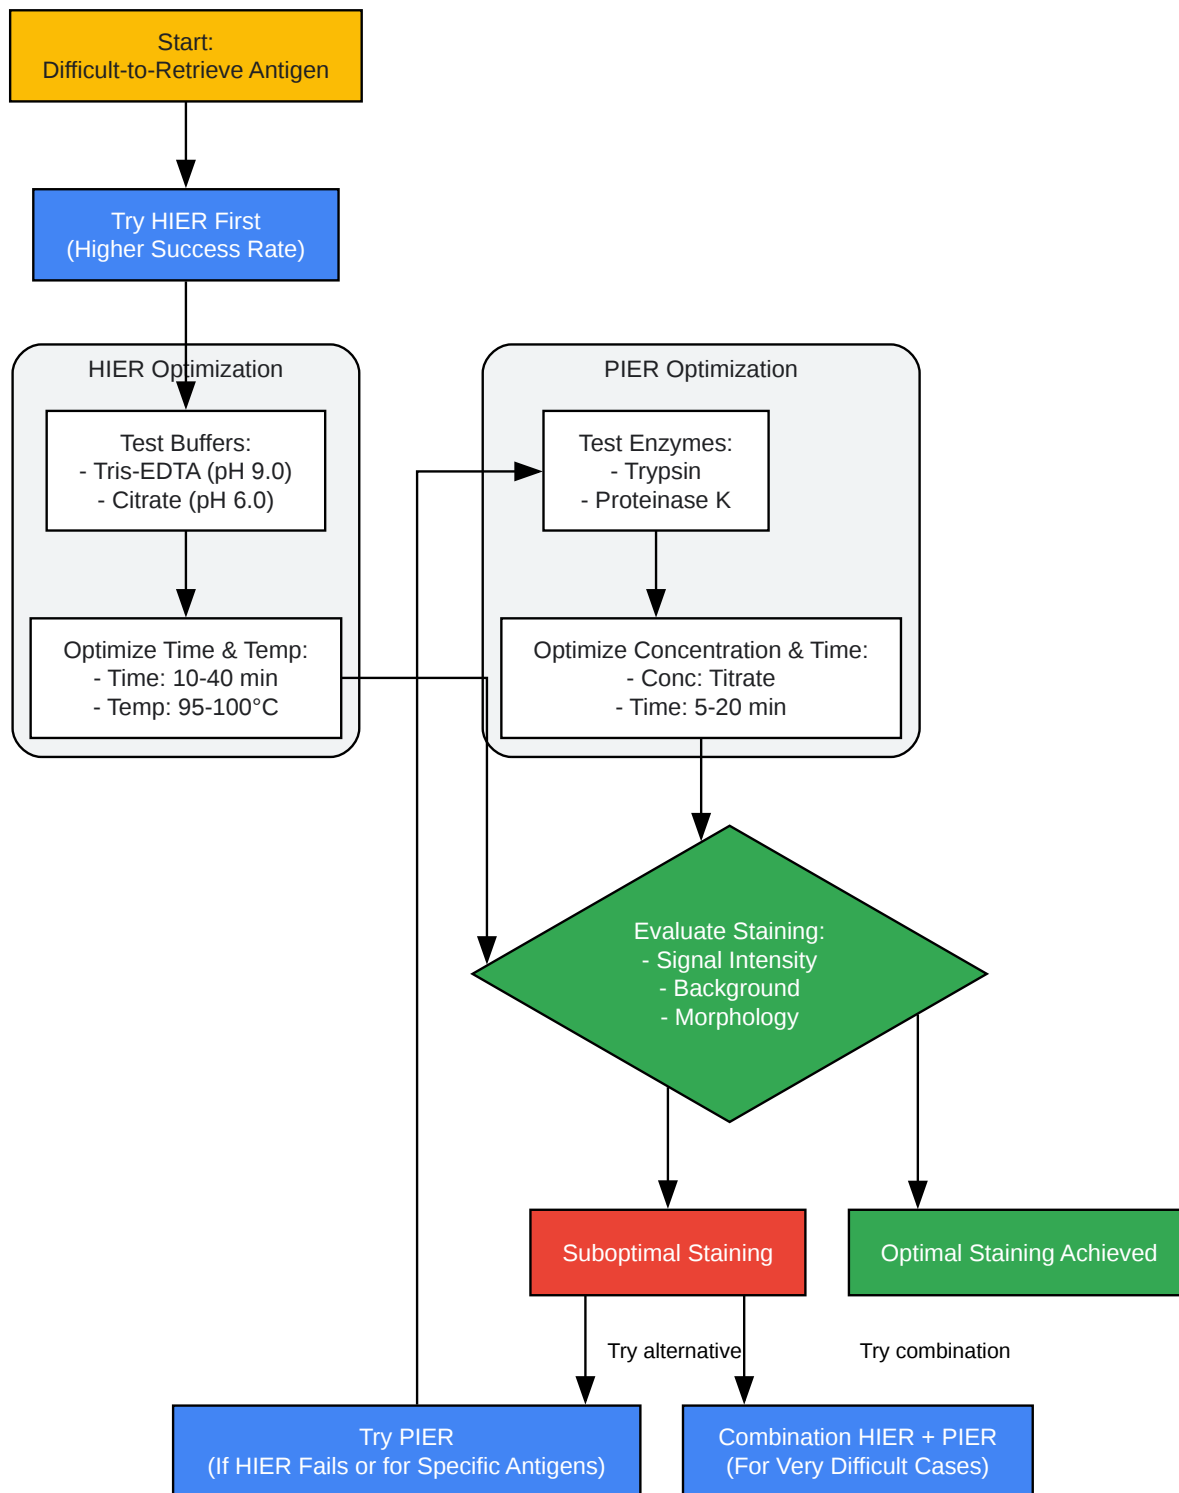 Start:
Difficult-to-Retrieve Antigen
Try HIER First
(Higher Success Rate)
HIER Optimization
Test Buffers:
- Tris-EDTA (pH 9.0)
- Citrate (pH 6.0)
Optimize Time & Temp:
- Time: 10-40 min
- Temp: 95-100°C
PIER Optimization
Test Enzymes:
- Trypsin
- Proteinase K
Optimize Concentration & Time:
- Conc: Titrate
- Time: 5-20 min
Evaluate Staining:
- Signal Intensity
- Background
- Morphology
Suboptimal Staining
Optimal Staining Achieved
Try alternative
Try combination
Try PIER
(If HIER Fails or for Specific Antigens)
Combination HIER + PIER
(For Very Difficult Cases)